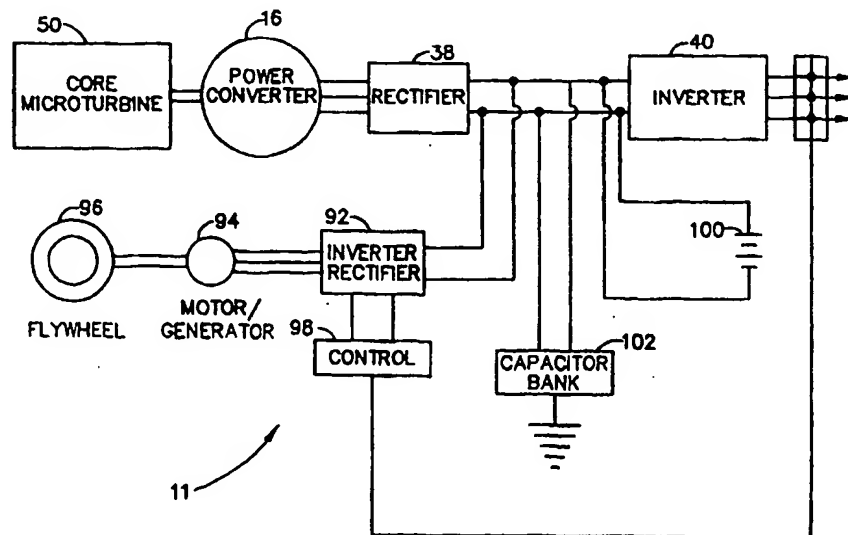 50
16
38
40
CORE
MICROTURBINE
POWER
CONVERTER
RECTIFIER
INVERTER
96
94
92
100
INVERTER
RECTIFIER
FLYWHEEL
MOTOR/
GENERATOR
98
CONTROL
102
CAPACITOR
BANK
11